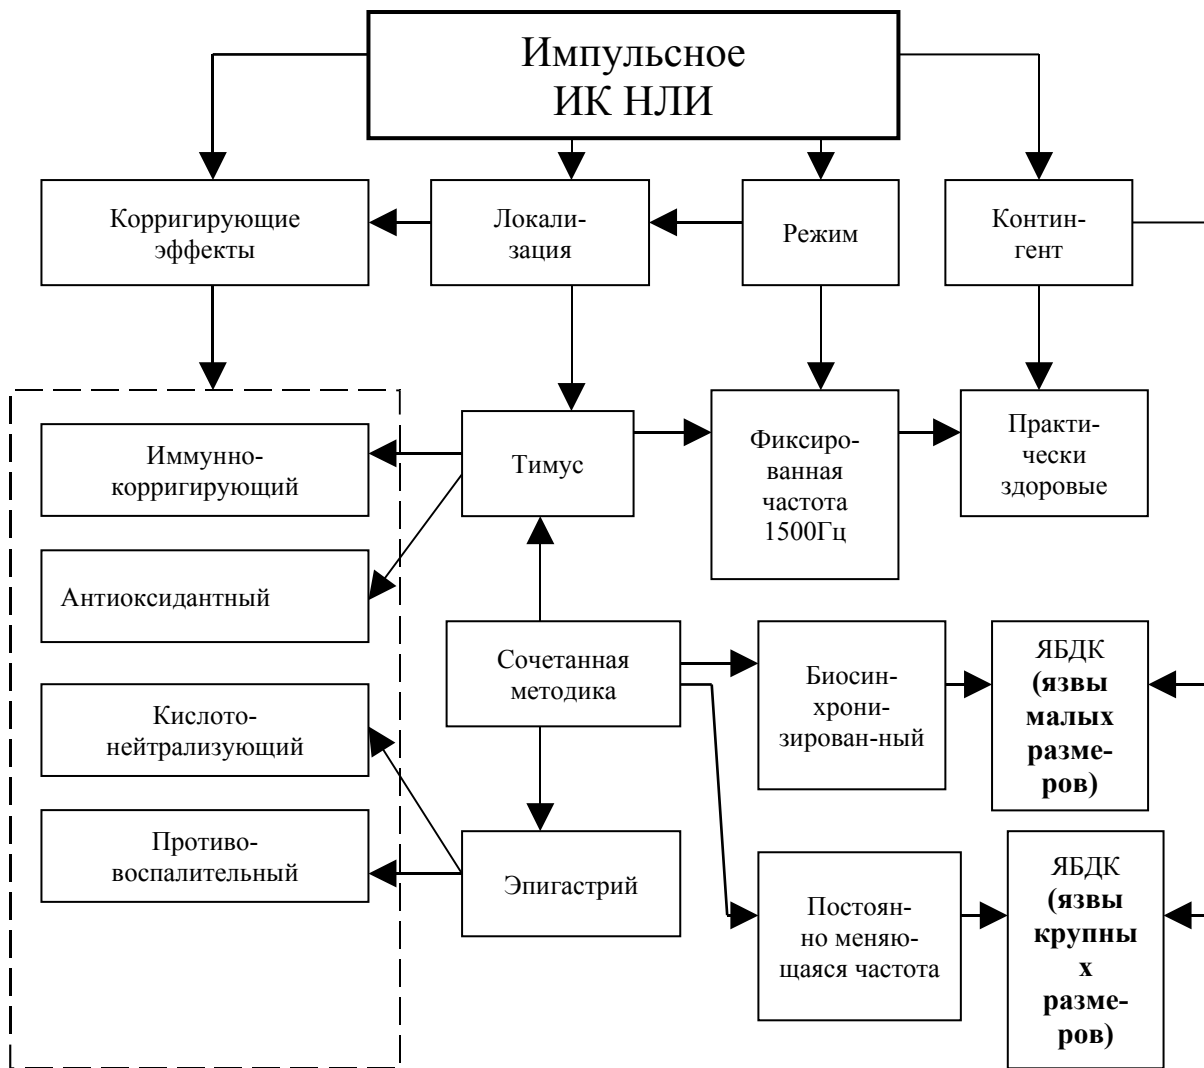 Импульсное
ИК НЛИ
Корригирующие
эффекты
Локали-
зация
Режим
Контин-
гент
Иммунно-
корригирующий
Тимус
Фиксиро-
ванная
частота
1500Гц
Практи-
чески
здоровые
Антиоксидантный
Сочетанная
методика
Биосин-
хрони-
зирован-ный
ЯБДК
(язвы
малых
разме-
ров)
Кислото-
нейтрализующий
Противо-
воспалительный
Эпигастрий
Постоян-
но меняю-
щаяся частота
ЯБДК
(язвы
крупны
х
разме-
ров)